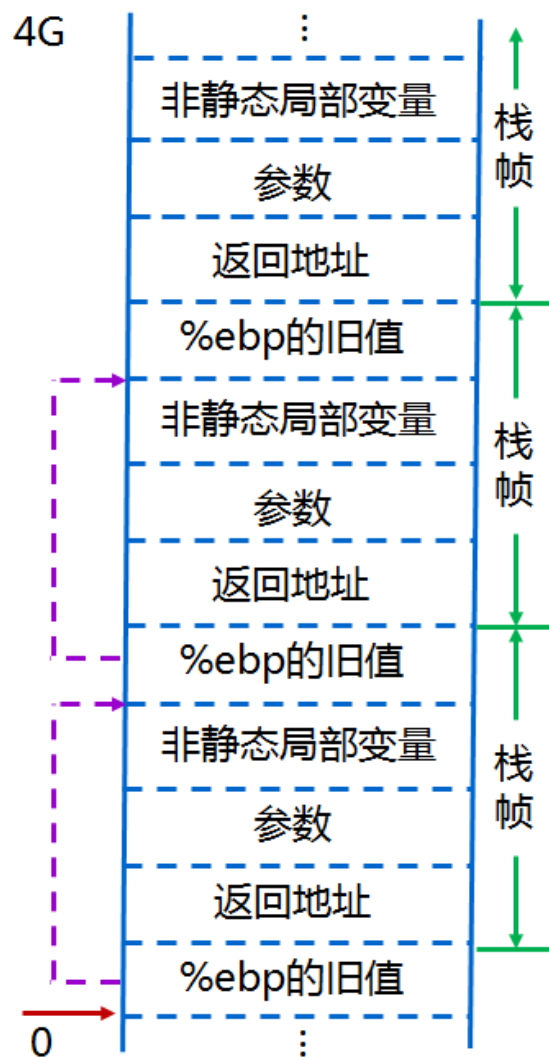 4G
⋮
非静态局部变量
参数
返回地址
栈帧
%ebp的旧值
非静态局部变量
参数
返回地址
栈帧
%ebp的旧值
非静态局部变量
参数
返回地址
栈帧
%ebp的旧值
0
⋮